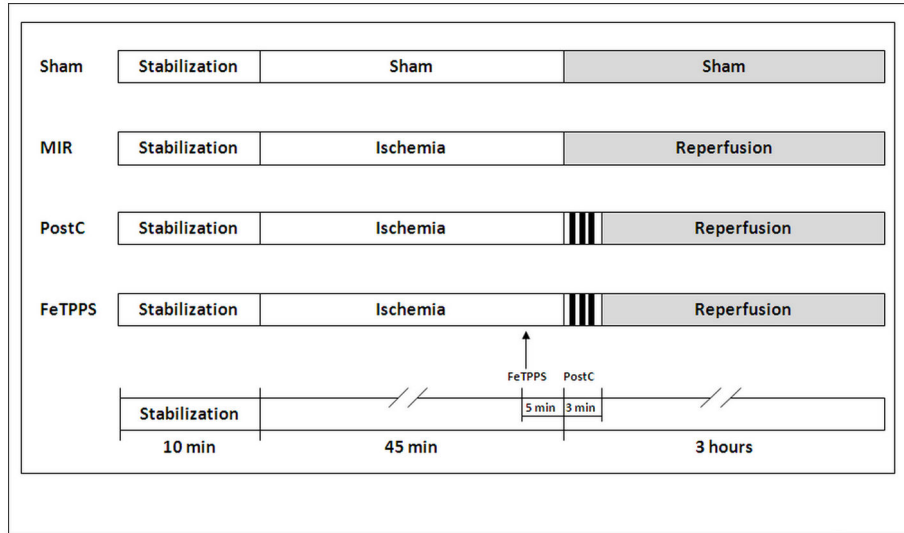 Sham Stabilization Sham Sham
MIR Stabilization Ischemia Reperfusion
PostC Stabilization Ischemia Reperfusion
FeTPPS Stabilization Ischemia Reperfusion
FeTPPS PostC
Stabilization 5 min 3 min
10 min 45 min 3 hours